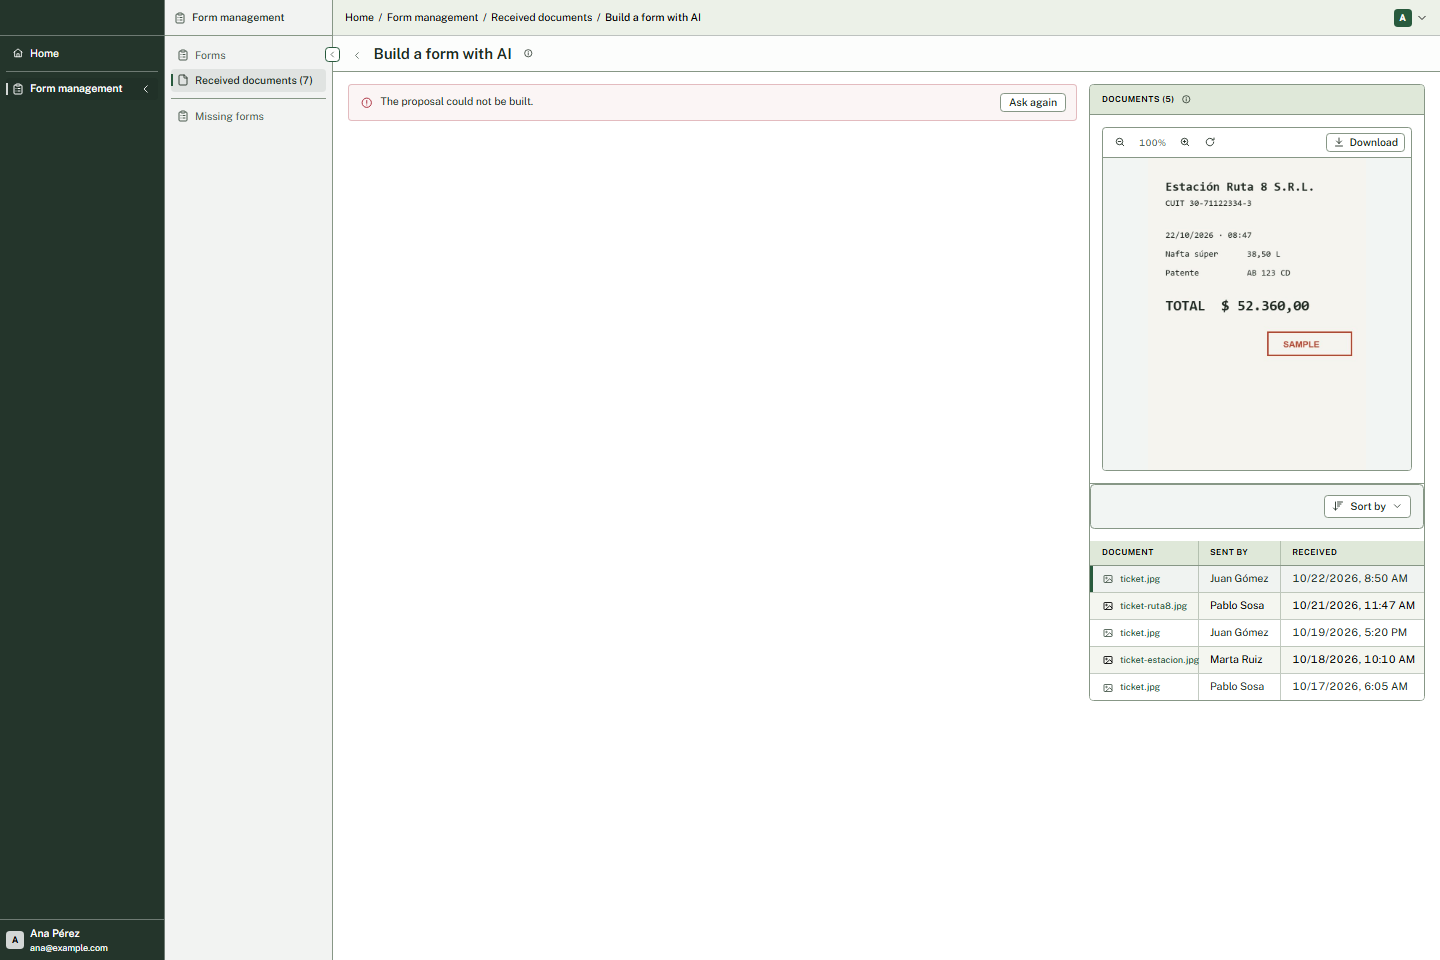 Form management
Home / Form management / Received documents / Build a form with AI
A
Home
Form management
Forms
Received documents (7)
Missing forms
Build a form with AI
The proposal could not be built.
Ask again
DOCUMENTS (5)
100%
Download
Estación Ruta 8 S.R.L.
CUIT 30-71122334-3
22/10/2026 · 08:47
Nafta súper 38,50 L
Patente AB 123 CD
TOTAL $ 52.360,00
SAMPLE
Sort by
DOCUMENT SENT BY RECEIVED
ticket.jpg Juan Gómez 10/22/2026, 8:50 AM
ticket-ruta8.jpg Pablo Sosa 10/21/2026, 11:47 AM
ticket.jpg Juan Gómez 10/19/2026, 5:20 PM
ticket-estacion.jpg Marta Ruiz 10/18/2026, 10:10 AM
ticket.jpg Pablo Sosa 10/17/2026, 6:05 AM
A
Ana Pérez
ana@example.com